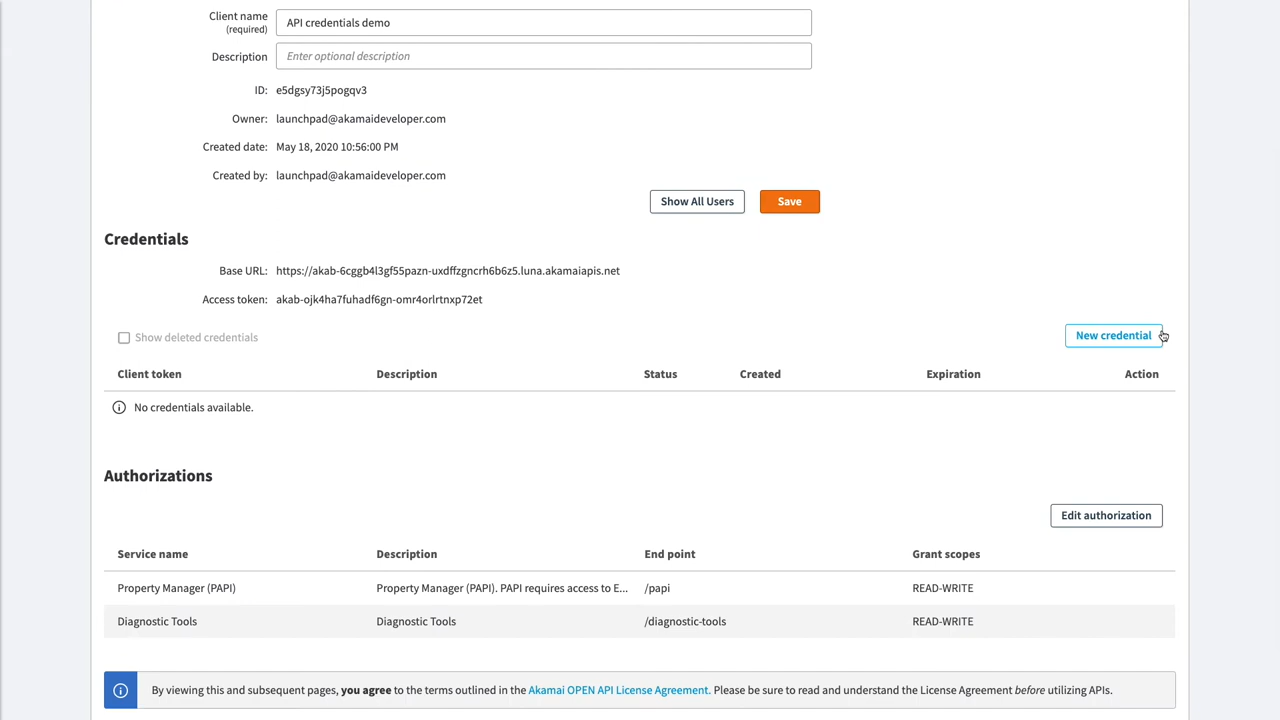 Client name
(required)
API credentials demo
Description
Enter optional description
ID: e5dgsy73j5pogqv3
Owner: launchpad@akamaideveloper.com
Created date: May 18, 2020 10:56:00 PM
Created by: launchpad@akamaideveloper.com
Show All Users Save
Credentials
Base URL: https://akab-6cggb4l3gf55pazn-uxdffzgncrh6b6z5.luna.akamaiapis.net
Access token: akab-ojk4ha7fuhadf6gn-omr4orlrtnxp72et
Show deleted credentials New credential
Client token Description Status Created Expiration Action
No credentials available.
Authorizations
Edit authorization
Service name Description End point Grant scopes
Property Manager (PAPI) Property Manager (PAPI). PAPI requires access to E... /papi READ-WRITE
Diagnostic Tools Diagnostic Tools /diagnostic-tools READ-WRITE
By viewing this and subsequent pages, you agree to the terms outlined in the Akamai OPEN API License Agreement. Please be sure to read and understand the License Agreement before utilizing APIs.